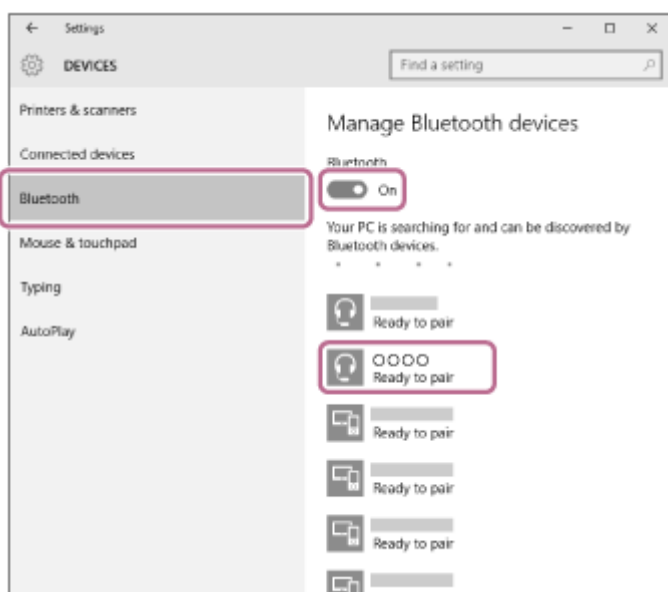 Settings
DEVICES
Find a setting
Printers & scanners
Connected devices
Bluetooth
Mouse & touchpad
Typing
AutoPlay
Manage Bluetooth devices
Bluetooth
On
Your PC is searching for and can be discovered by
Bluetooth devices.
Ready to pair
OOOO
Ready to pair
Ready to pair
Ready to pair
Ready to pair